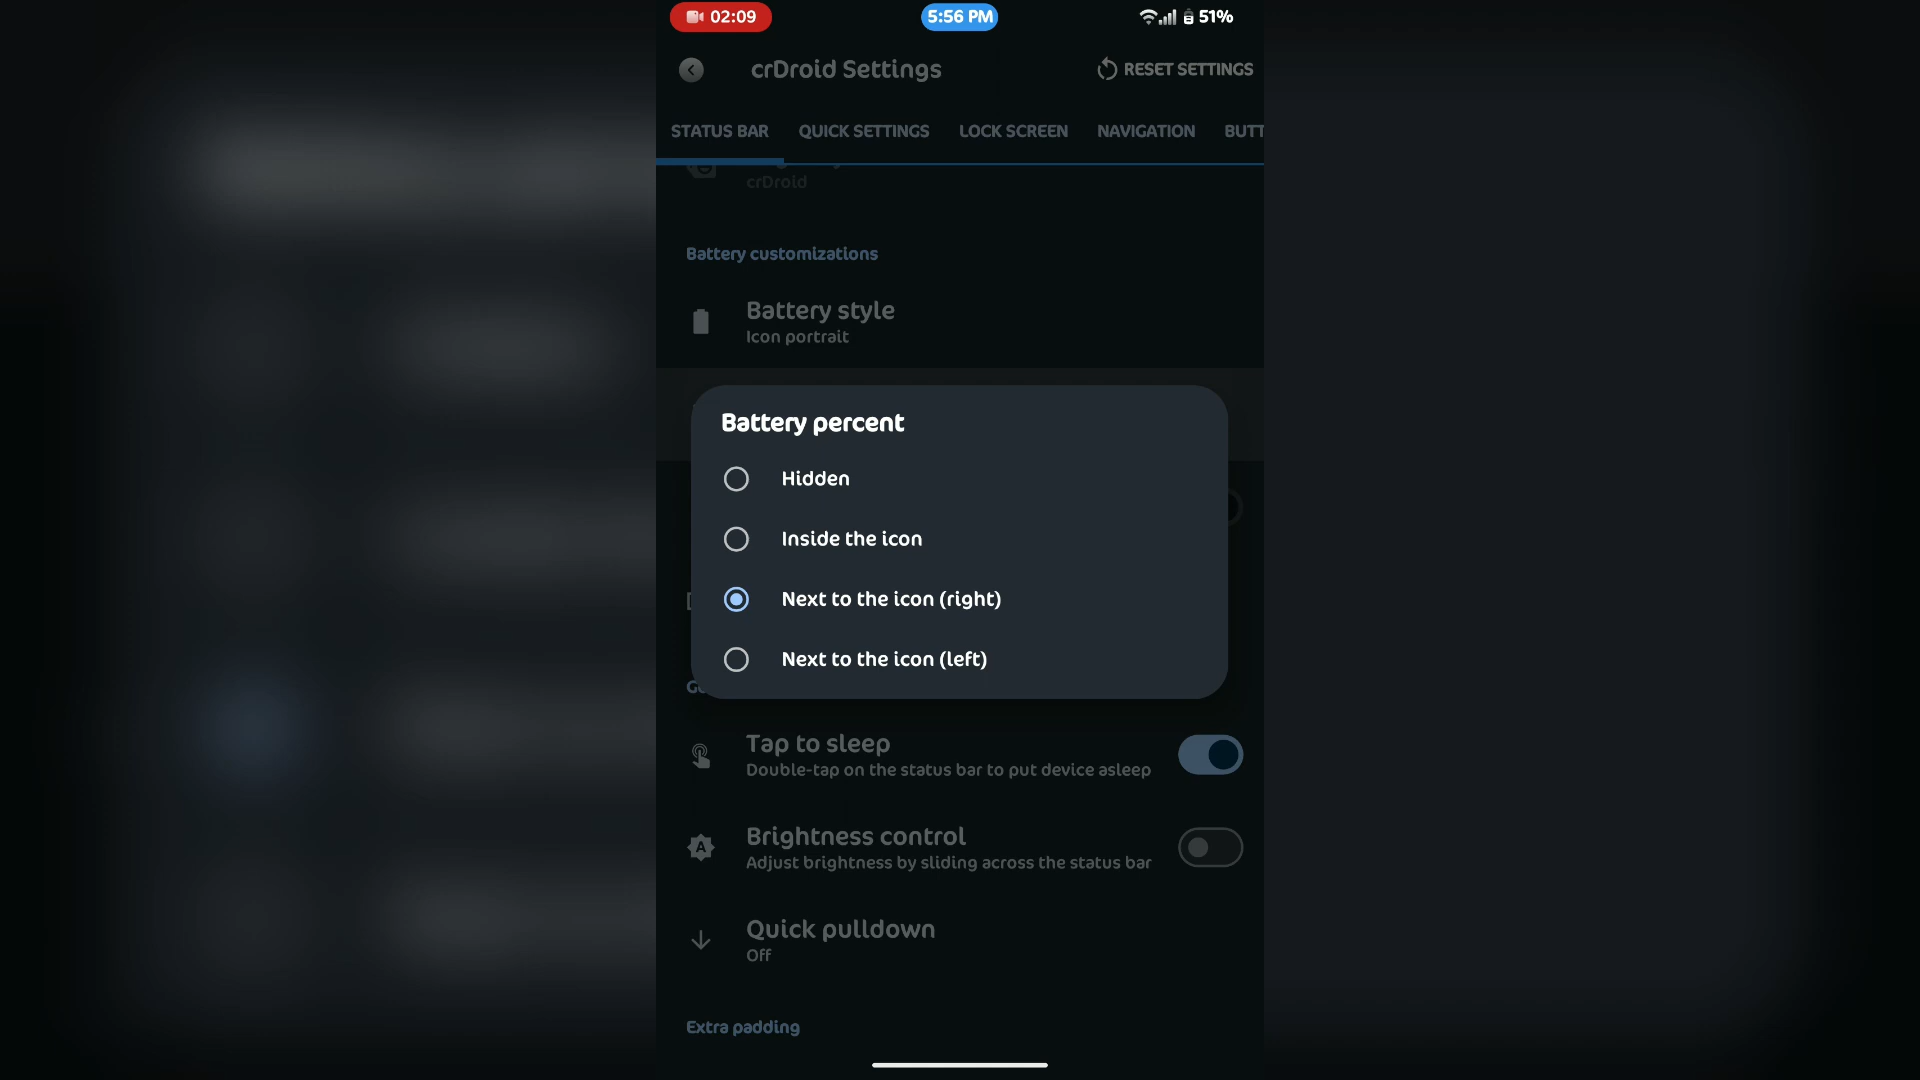 02:09
5:56 PM
51%
crDroid Settings
RESET SETTINGS
STATUS BAR
QUICK SETTINGS
LOCK SCREEN
NAVIGATION
BUTT
crDroid
Battery customizations
Battery style
Icon portrait
Battery percent
Hidden
Inside the icon
Next to the icon (right)
Next to the icon (left)
Tap to sleep
Double-tap on the status bar to put device asleep
Brightness control
Adjust brightness by sliding across the status bar
Quick pulldown
Off
Extra padding